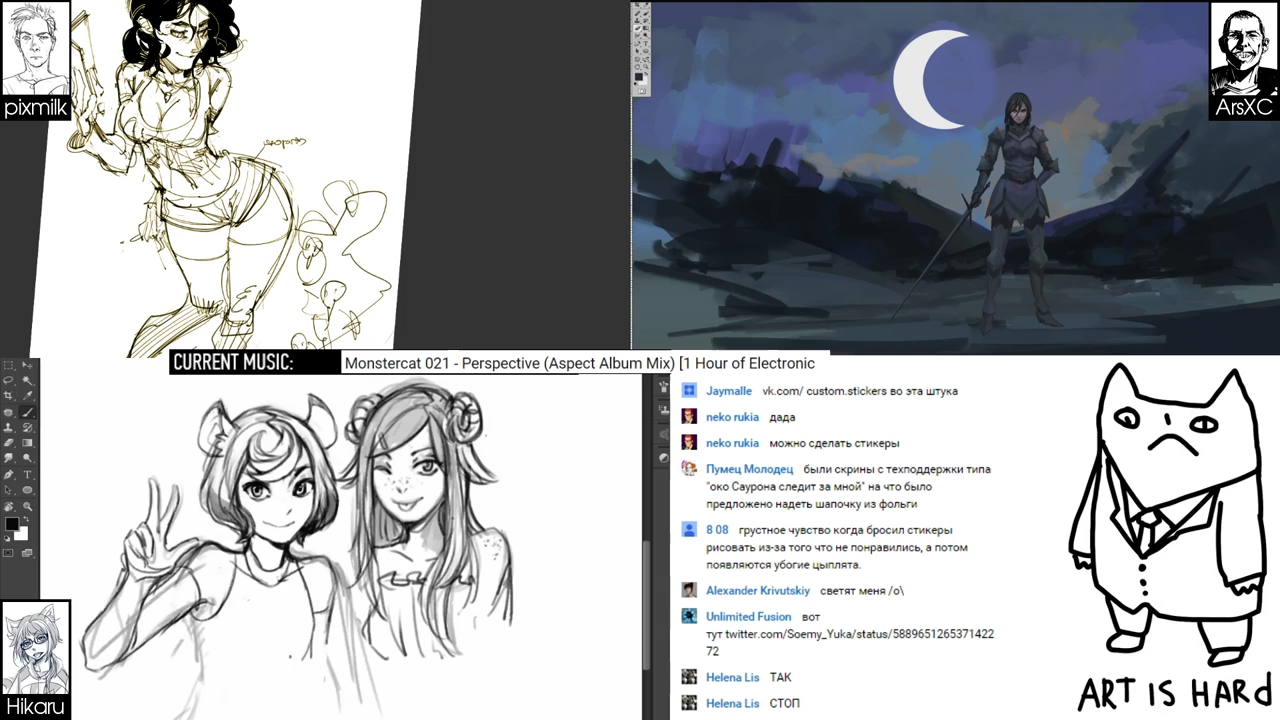 pixmilk
ArsXC
CURRENT MUSIC:
Monstercat 021 - Perspective (Aspect Album Mix) [1 Hour of Electronic
Jaymalle vk.com/ custom.stickers во эта штука
neko rukia дада
neko rukia можно сделать стикеры
Пумец Молодец были скрины с техподдержки типа
"око Саурона следит за мной" на что было
предложено надеть шапочку из фольги
8 08 грустное чувство когда бросил стикеры
рисовать из-за того что не понравились, а потом
появляются убогие цыплята.
Alexander Krivutskiy светят меня /о\
Unlimited Fusion вот
тут twitter.com/Soemy_Yuka/status/5889651265371422
72
Helena Lis ТАК
Helena Lis СТОП
Hikaru
ART IS HARd